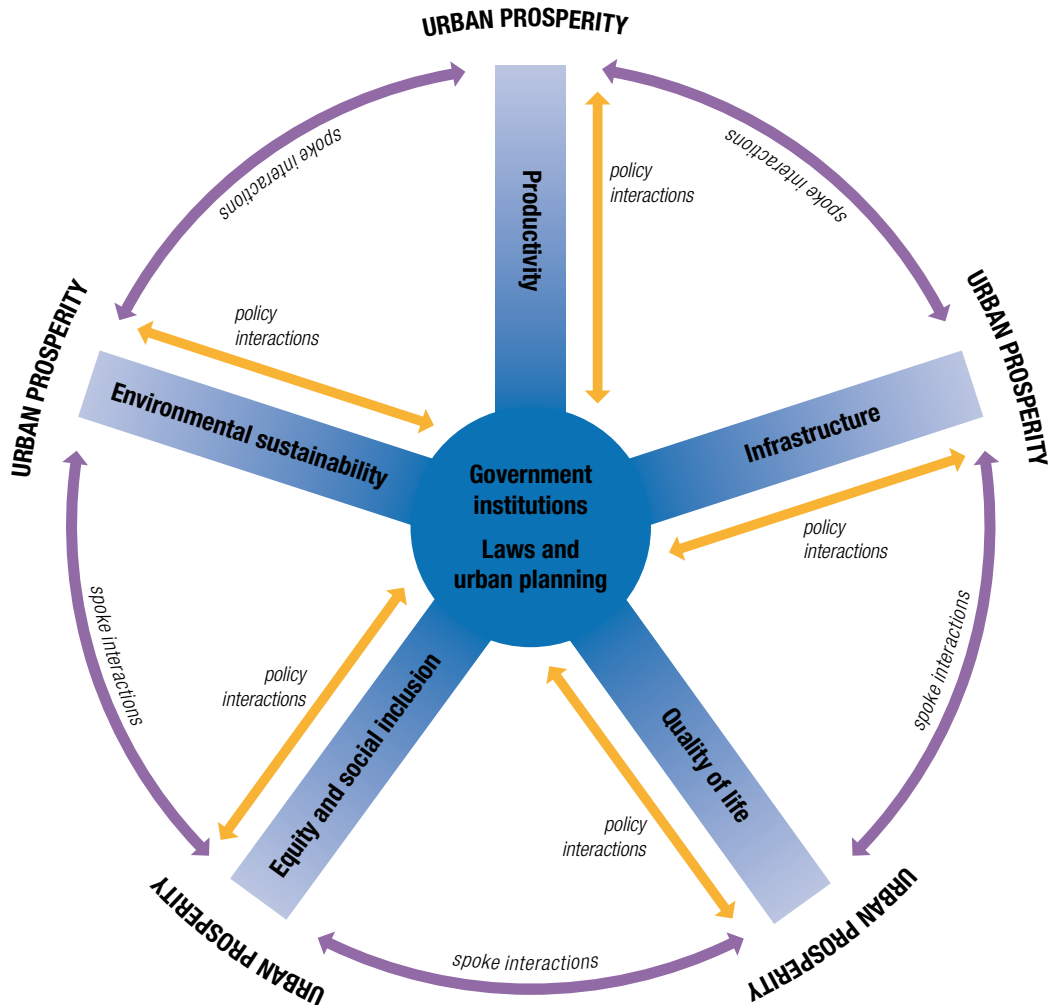 URBAN PROSPERITY
spoke interactions
spoke interactions
Productivity
policy
interactions
URBAN PROSPERITY
policy
interactions
URBAN PROSPERITY
Environmental sustainability
Infrastructure
Government
institutions
Laws and
urban planning
policy
interactions
spoke interactions
spoke interactions
policy
interactions
Equity and social inclusion
Quality of life
policy
interactions
URBAN PROSPERITY
URBAN PROSPERITY
spoke interactions